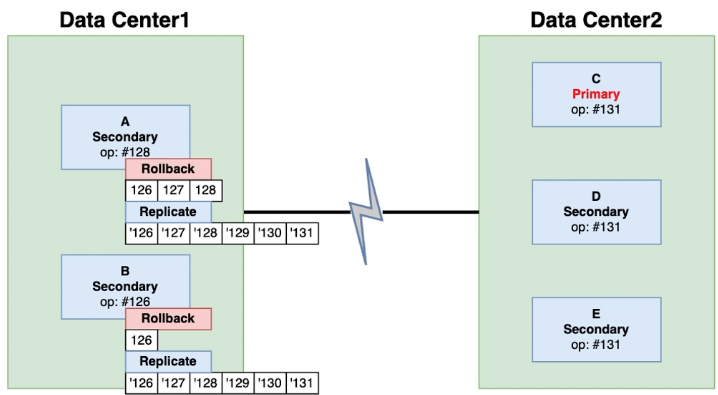 Data Center1
Data Center2
A
Secondary
op: #128
Rollback
126 127 128
Replicate
'126 '127 '128 '129 '130 '131
B
Secondary
op: #126
Rollback
126
Replicate
'126 '127 '128 '129 '130 '131
C
Primary
op: #131
D
Secondary
op: #131
E
Secondary
op: #131